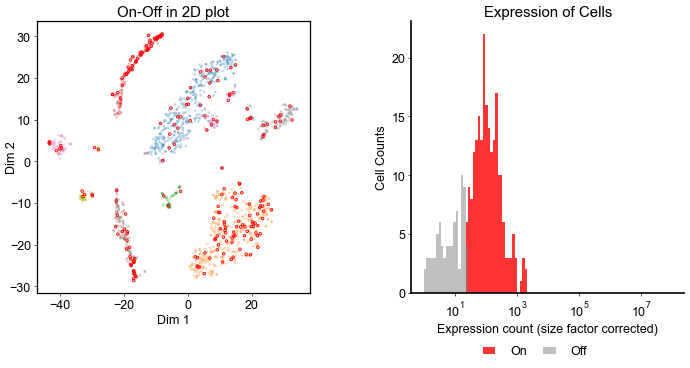 On-Off in 2D plot
Dim 2
30
20
10
0
−10
−20
−30
−40
−20
0
20
Dim 1
Expression of Cells
Cell Counts
20
15
10
5
0
10^1
10^3
10^5
10^7
Expression count (size factor corrected)
On Off